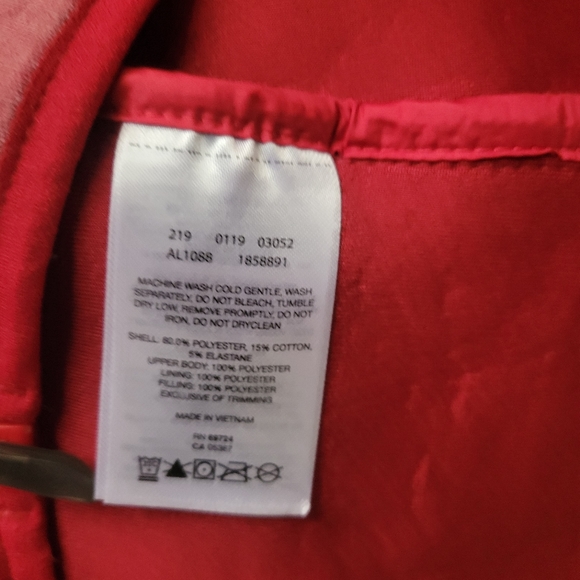 219 0119 03052
AL1088 1858891
MACHINE WASH COLD GENTLE, WASH
SEPARATELY, DO NOT BLEACH, TUMBLE
DRY LOW, REMOVE PROMPTLY, DO NOT
IRON, DO NOT DRYCLEAN
SHELL: 80.0% POLYESTER, 15% COTTON,
5% ELASTANE
UPPER BODY: 100% POLYESTER
LINING: 100% POLYESTER
FILLING: 100% POLYESTER
EXCLUSIVE OF TRIMMING
MADE IN VIETNAM
RN 68724
CA 05367